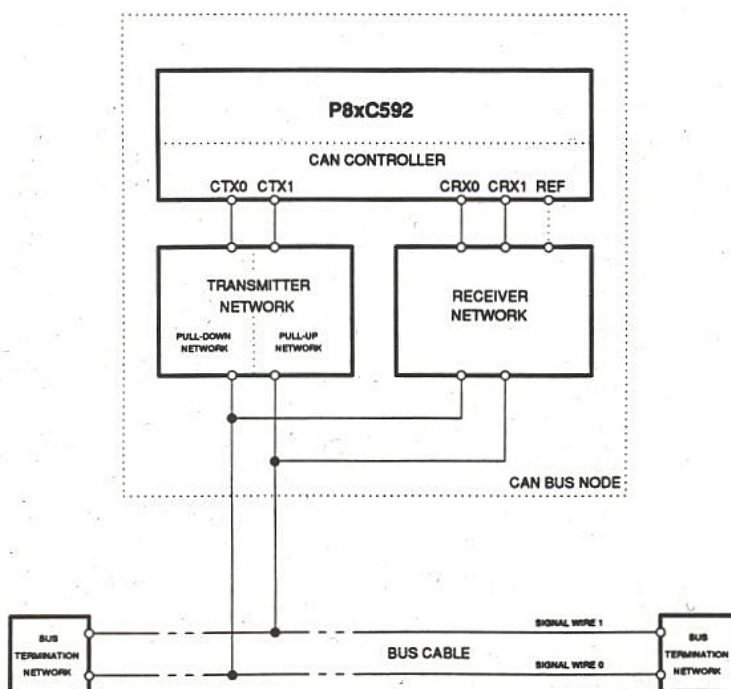 P8xC592
CAN CONTROLLER
CTX0 CTX1 CRX0 CRX1 REF
TRANSMITTER
NETWORK
PULL-DOWN
NETWORK
PULL-UP
NETWORK
RECEIVER
NETWORK
CAN BUS NODE
BUS
TERMINATION
NETWORK
SIGNAL WIRE 1
BUS CABLE
SIGNAL WIRE 0
BUS
TERMINATION
NETWORK